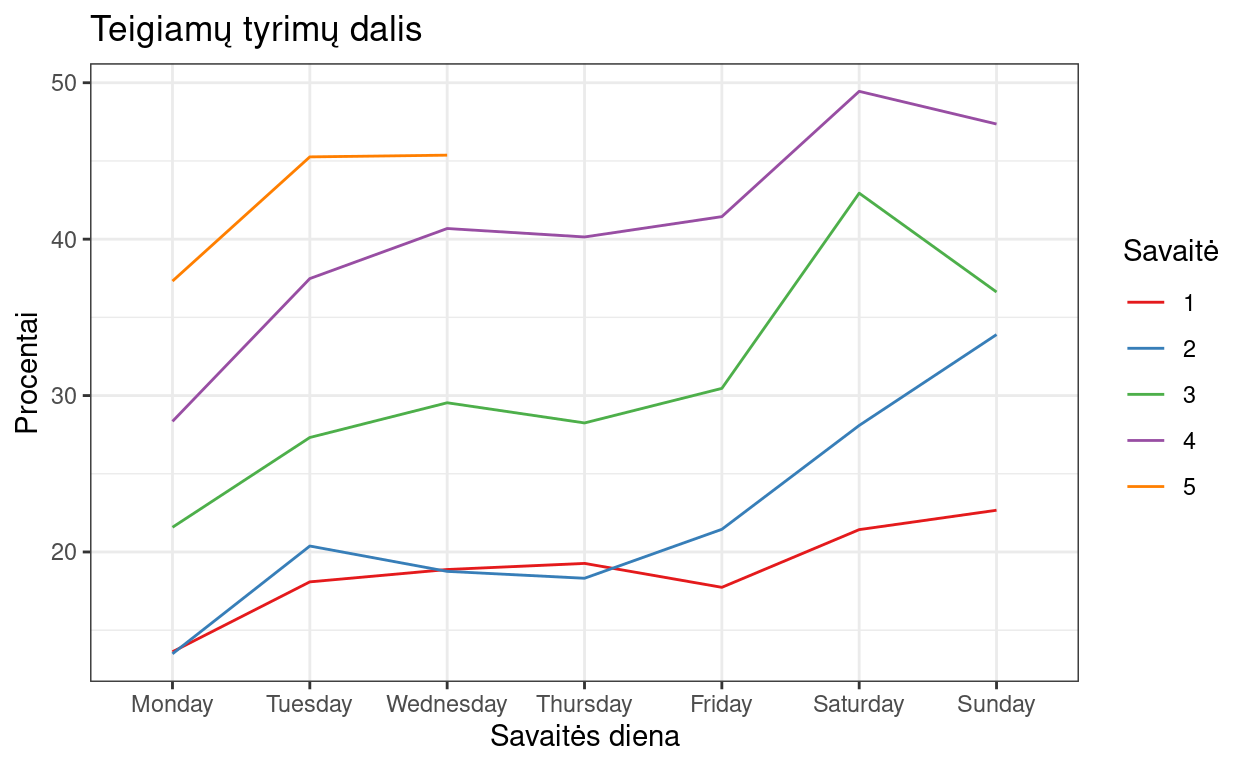 Teigiamų tyrimų dalis
Procentai
50
40
30
20
Monday Tuesday Wednesday Thursday Friday Saturday Sunday
Savaitės diena
Savaitė
1
2
3
4
5